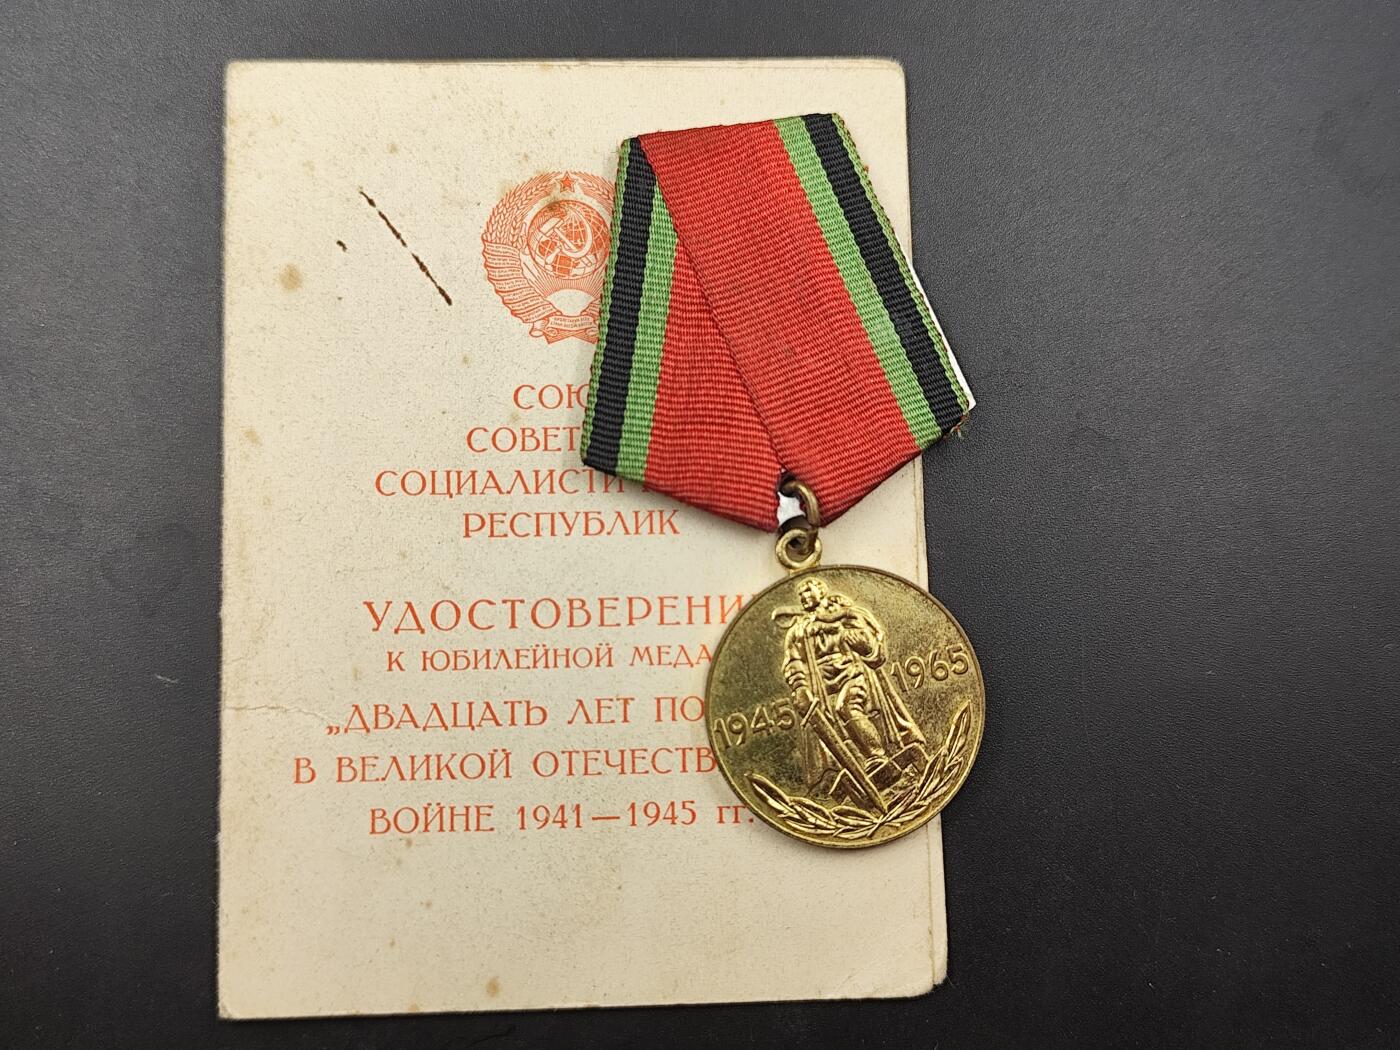 СОЮ
СОВЕТ
СОЦИАЛИСТИ
РЕСПУБЛИК
УДОСТОВЕРЕНИ
К ЮБИЛЕЙНОЙ МЕДА
„ДВАДЦАТЬ ЛЕТ ПО
В ВЕЛИКОЙ ОТЕЧЕСТВ
ВОЙНЕ 1941—1945 гг.
1945
1965